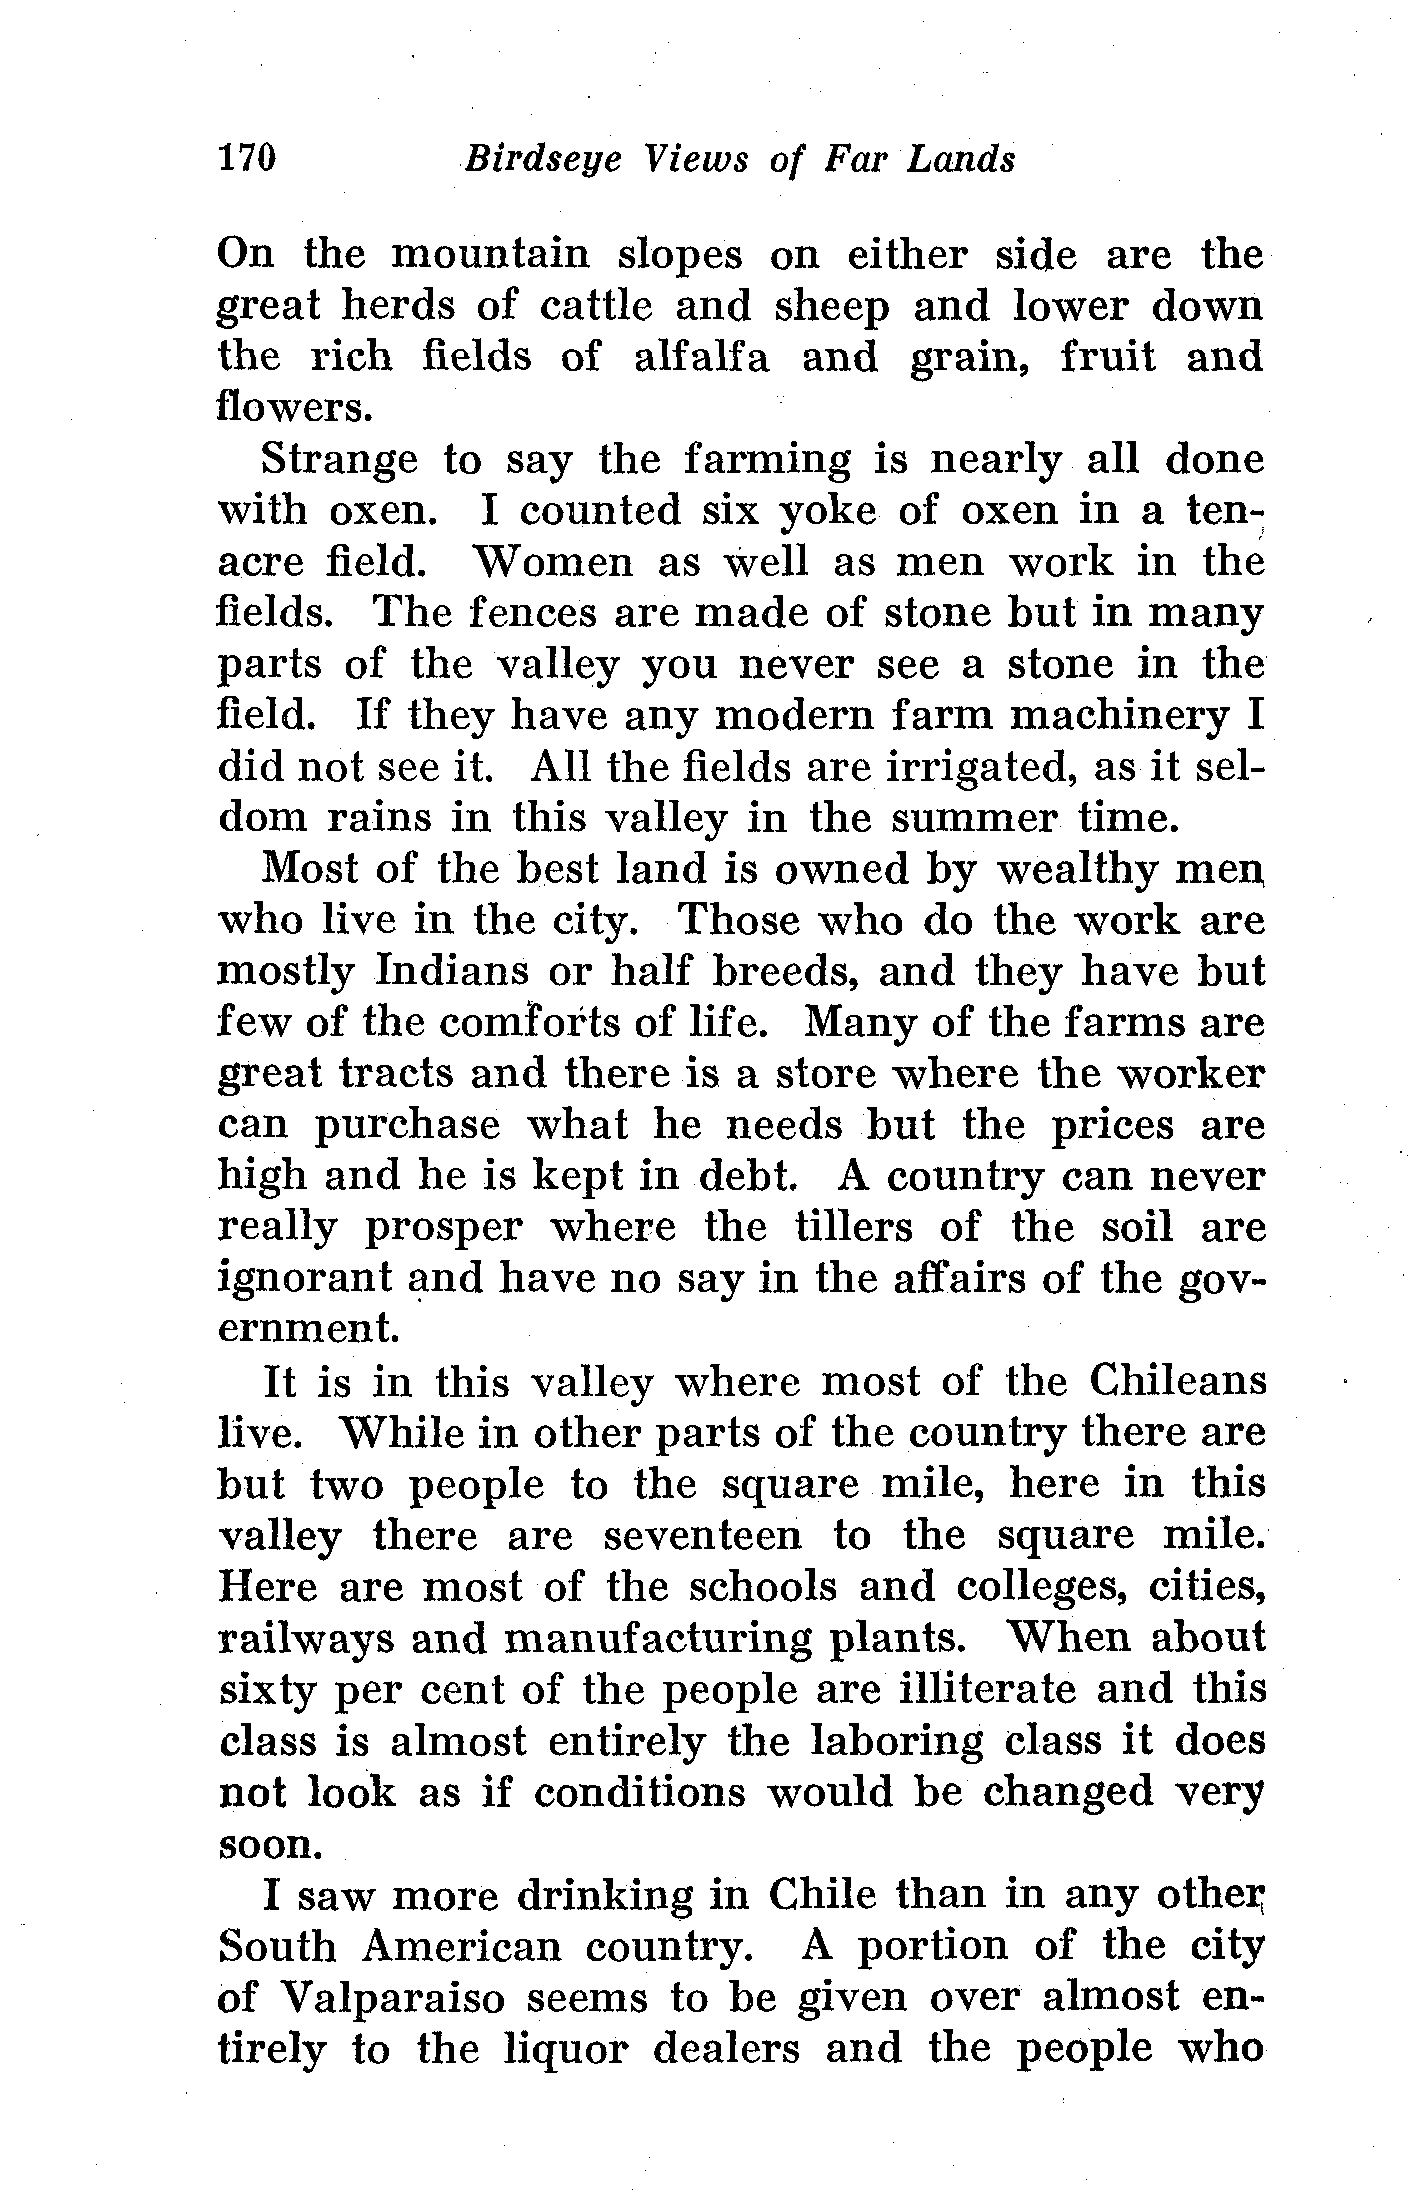 170 Birdseye Views of Far Lands
On the mountain slopes on either side are the
great herds of cattle and sheep and lower down
the rich fields of alfalfa and grain, fruit and
flowers.
Strange to say the farming is nearly all done
with oxen. I counted six yoke of oxen in a ten-
acre field. Women as well as men work in the
fields. The fences are made of stone but in many
parts of the valley you never see a stone in the
field. If they have any modern farm machinery I
did not see it. All the fields are irrigated, as it sel-
dom rains in this valley in the summer time.
Most of the best land is owned by wealthy men
who live in the city. Those who do the work are
mostly Indians or half breeds, and they have but
few of the comforts of life. Many of the farms are
great tracts and there is a store where the worker
can purchase what he needs but the prices are
high and he is kept in debt. A country can never
really prosper where the tillers of the soil are
ignorant and have no say in the affairs of the gov-
ernment.
It is in this valley where most of the Chileans
live. While in other parts of the country there are
but two people to the square mile, here in this
valley there are seventeen to the square mile.
Here are most of the schools and colleges, cities,
railways and manufacturing plants. When about
sixty per cent of the people are illiterate and this
class is almost entirely the laboring class it does
not look as if conditions would be changed very
soon.
I saw more drinking in Chile than in any other
South American country. A portion of the city
of Valparaiso seems to be given over almost en-
tirely to the liquor dealers and the people who